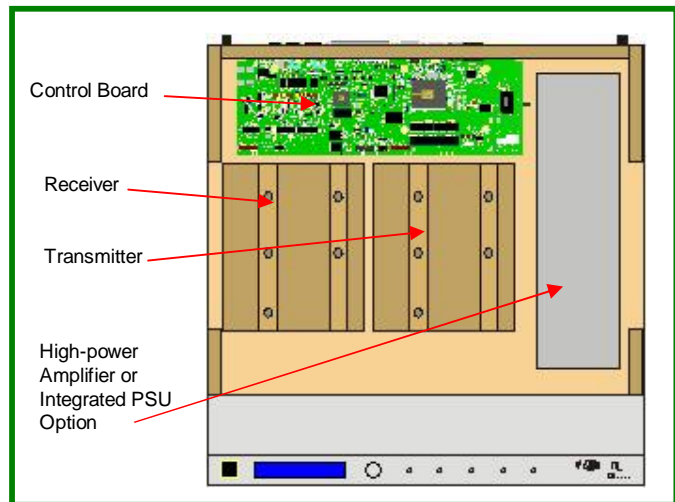 Control Board
Receiver
Transmitter
High-power
Amplifier or
Integrated PSU
Option